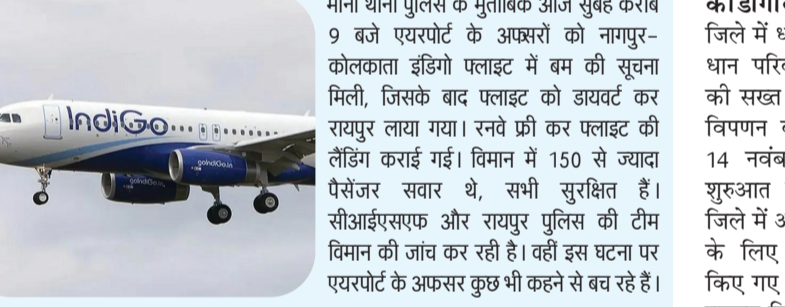 IndiGo
goIndiGo.in
goIndiGo.in
माना थाना पुलिस के मुताबिक आज सुबह करीब
9 बजे एयरपोर्ट के अफसरों को नागपुर-
कोलकाता इंडिगो फ्लाइट में बम की सूचना
मिली, जिसके बाद फ्लाइट को डायवर्ट कर
रायपुर लाया गया। रनवे फ्री कर फ्लाइट की
लैंडिंग कराई गई। विमान में 150 से ज्यादा
पैसेंजर सवार थे, सभी सुरक्षित हैं।
सीआईएसएफ और रायपुर पुलिस की टीम
विमान की जांच कर रही है। वहीं इस घटना पर
एयरपोर्ट के अफसर कुछ भी कहने से बच रहे हैं।
जिले में
धान
की सख्त
विपणन
14
शुरुआत
जिले में
के लिए
किए गए